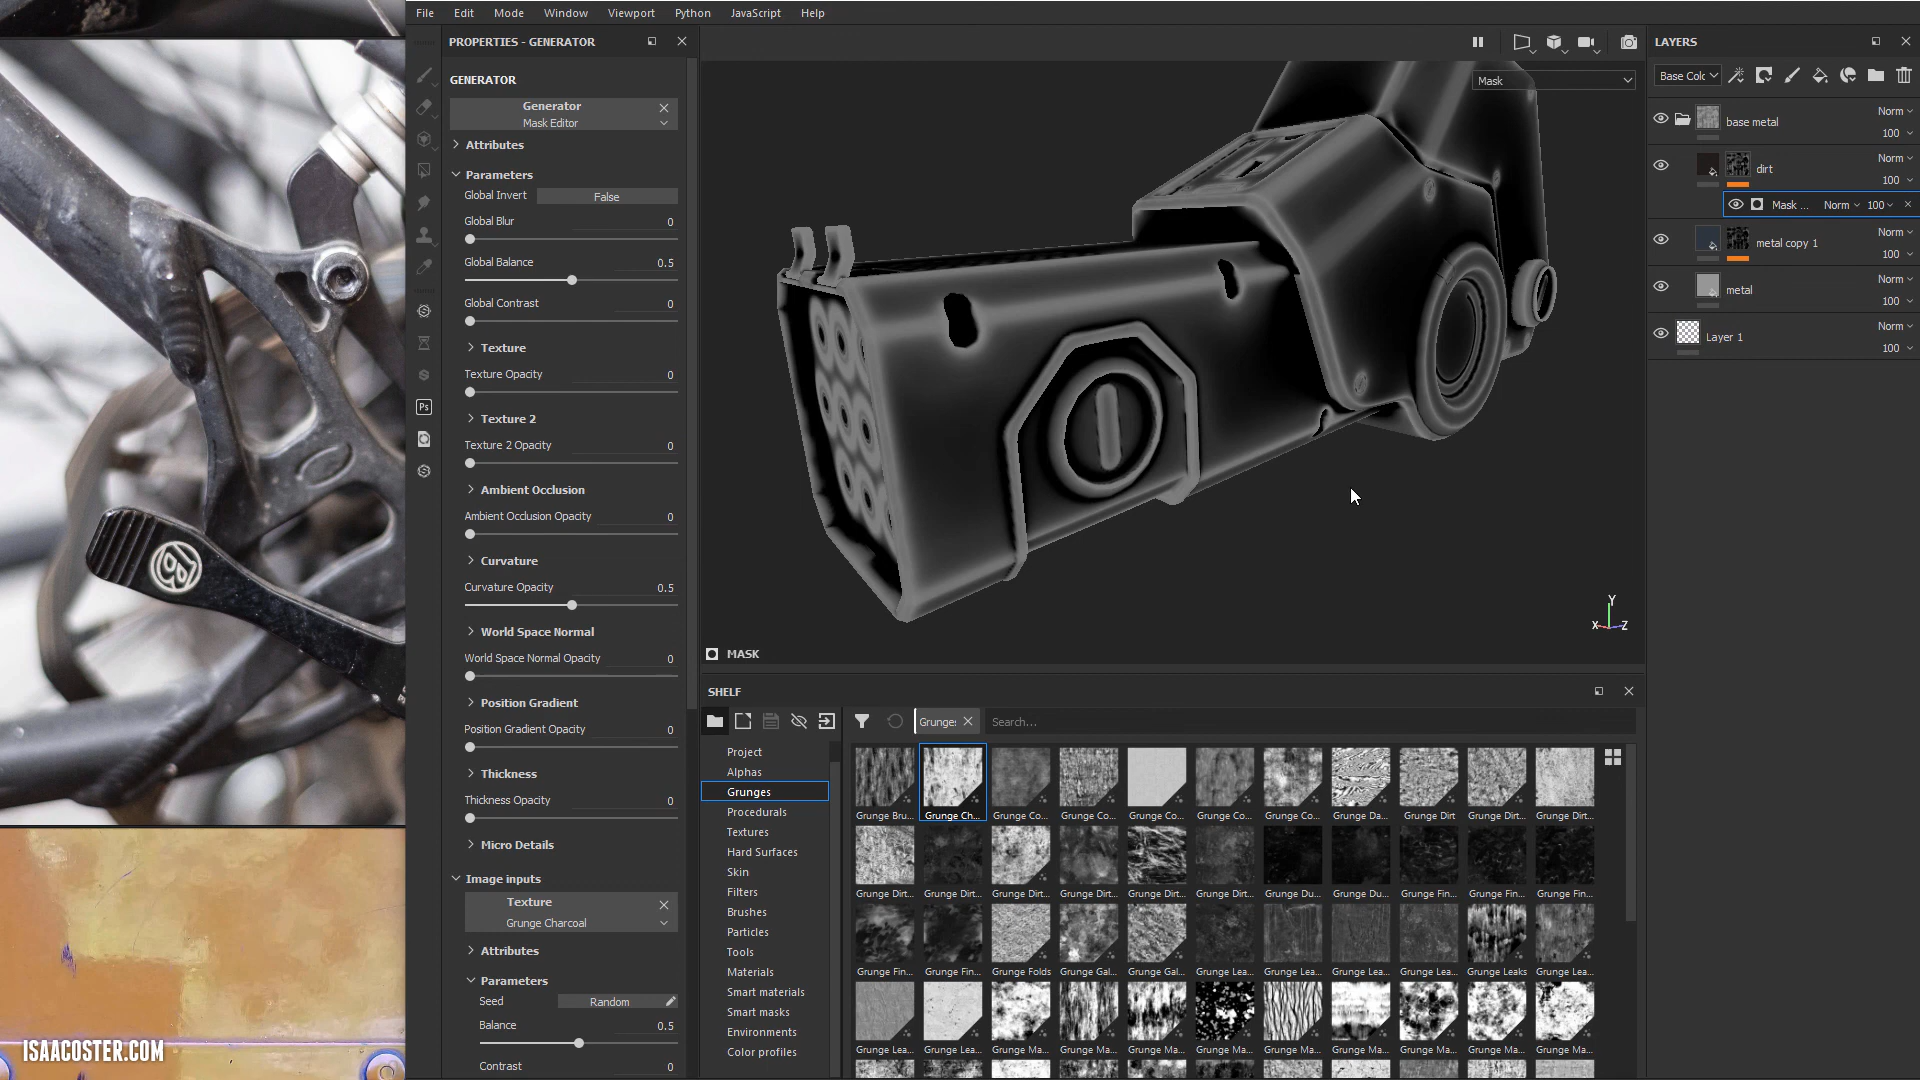 File Edit Mode Window Viewport Python JavaScript Help
PROPERTIES - GENERATOR
GENERATOR
Generator
Mask Editor
Attributes
Parameters
Global Invert False
Global Blur 0
Global Balance 0.5
Global Contrast 0
Texture
Texture Opacity 0
Texture 2
Texture 2 Opacity 0
Ambient Occlusion
Ambient Occlusion Opacity 0
Curvature
Curvature Opacity 0.5
World Space Normal
World Space Normal Opacity 0
Position Gradient
Position Gradient Opacity 0
Thickness
Thickness Opacity 0
Micro Details
Image inputs
Texture
Grunge Charcoal
Attributes
Parameters
Seed Random
Balance 0.5
Contrast 0
Ps
Mask
Y
X Z
MASK
SHELF
Grunges
Search...
Project
Alphas
Grunges
Procedurals
Textures
Hard Surfaces
Skin
Filters
Brushes
Particles
Tools
Materials
Smart materials
Smart masks
Environments
Color profiles
Grunge Bru... Grunge Ch... Grunge Co... Grunge Co... Grunge Co... Grunge Co... Grunge Co... Grunge Da... Grunge Dirt Grunge Dirt... Grunge Dirt...
Grunge Dirt... Grunge Dirt... Grunge Dirt... Grunge Dirt... Grunge Dirt... Grunge Dirt... Grunge Du... Grunge Du... Grunge Fin... Grunge Fin... Grunge Fin...
Grunge Fin... Grunge Fin... Grunge Folds Grunge Gal... Grunge Gal... Grunge Lea... Grunge Lea... Grunge Lea... Grunge Lea... Grunge Leaks Grunge Lea...
Grunge Lea... Grunge Lea... Grunge Ma... Grunge Ma... Grunge Ma... Grunge Ma... Grunge Ma... Grunge Ma... Grunge Ma... Grunge Ma... Grunge Ma...
LAYERS
Base Colo
base metal Norm 100
dirt Norm 100
Mask ... Norm 100
metal copy 1 Norm 100
metal Norm 100
Layer 1 Norm 100
ISAACOSTER.COM